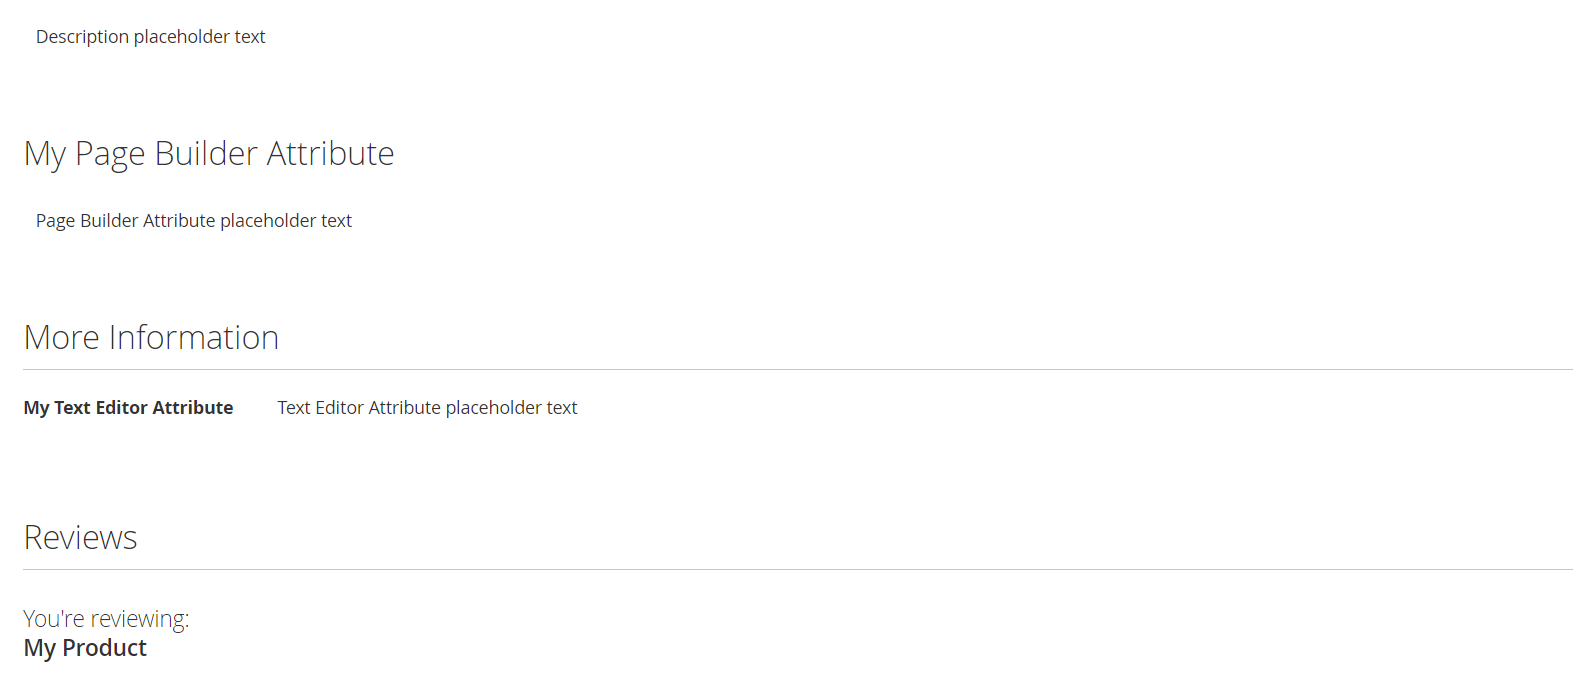 Description placeholder text
My Page Builder Attribute
Page Builder Attribute placeholder text
More Information
My Text Editor Attribute Text Editor Attribute placeholder text
Reviews
You're reviewing:
My Product